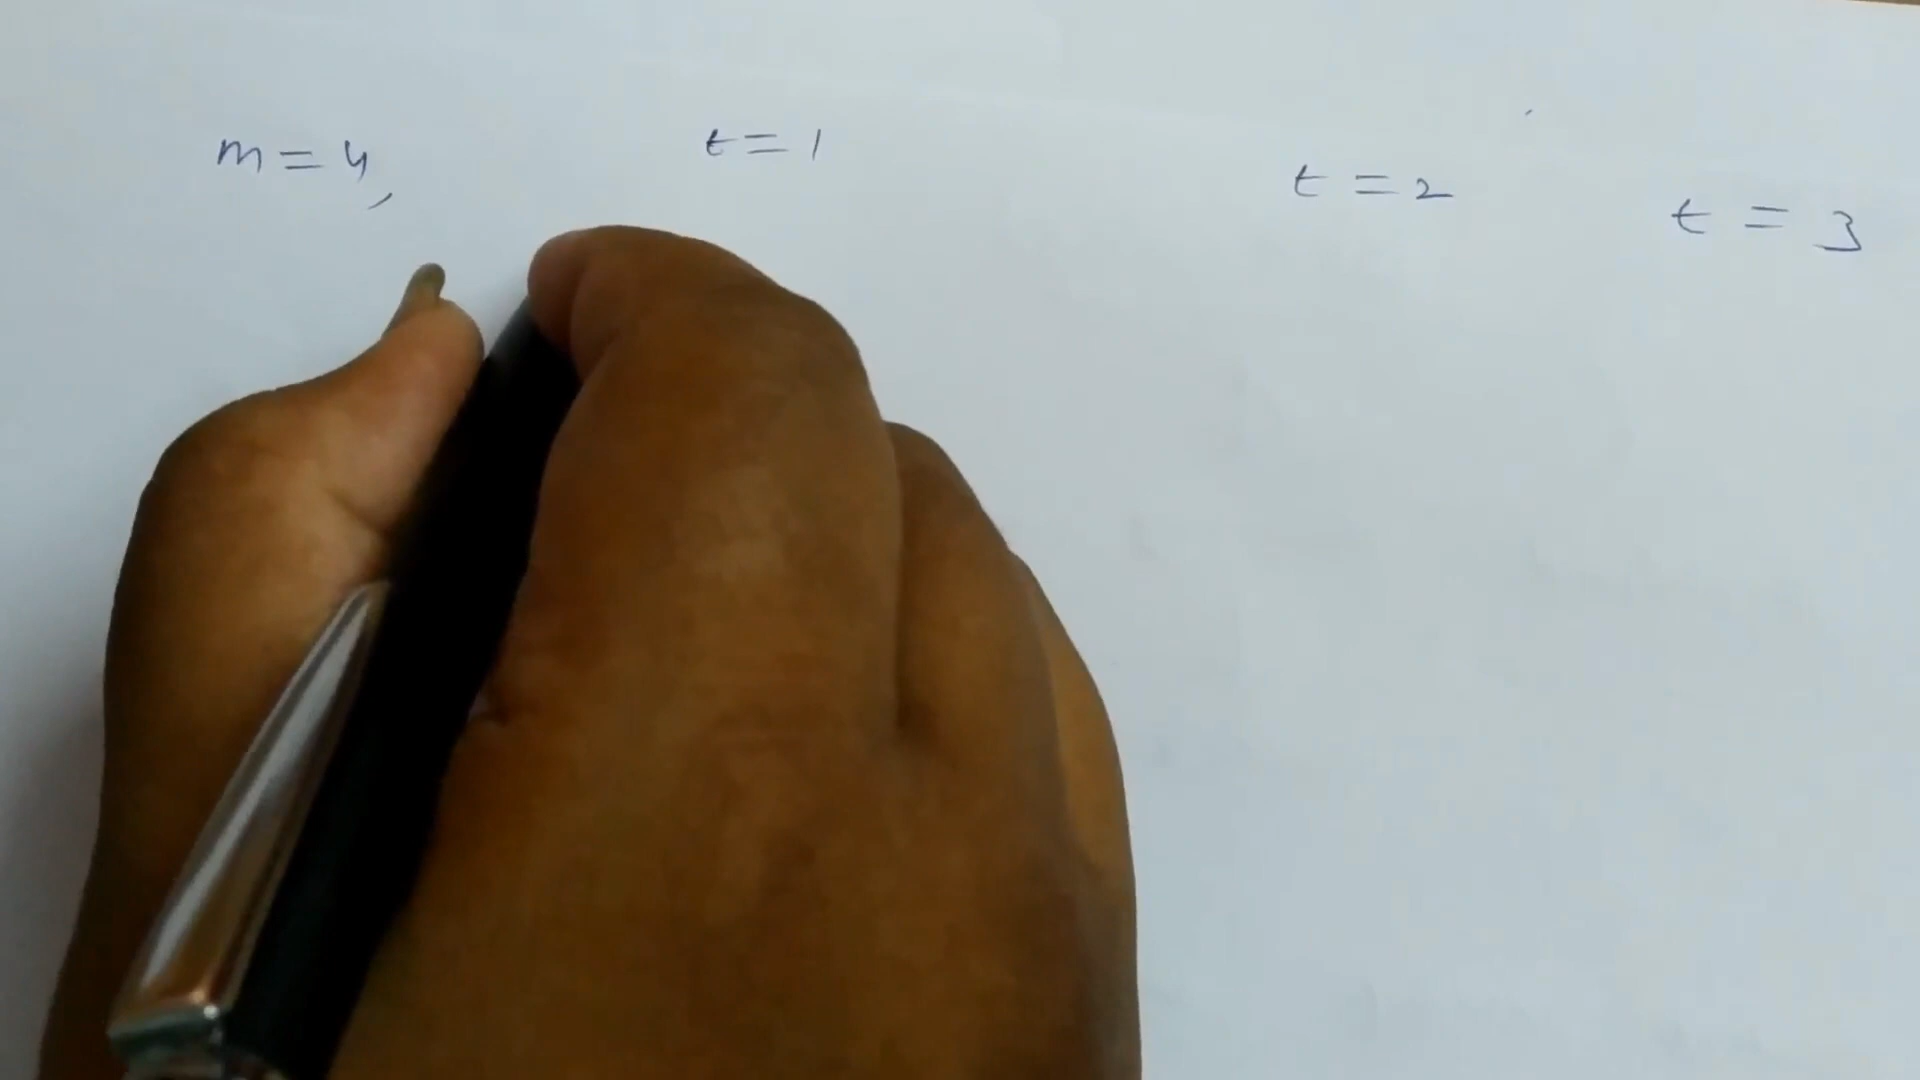 m = 4, t = 1 t = 2 t = 3